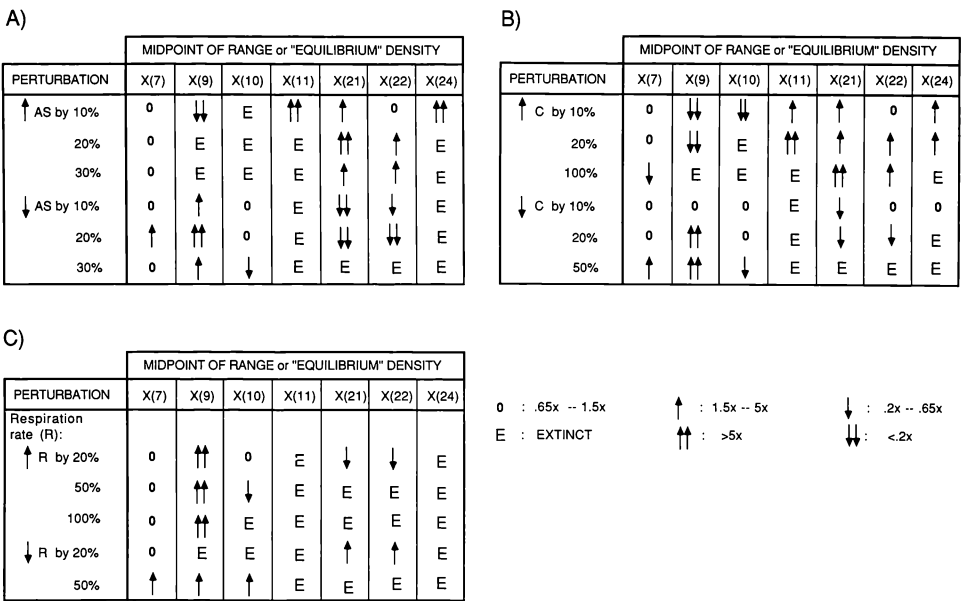 A)
MIDPOINT OF RANGE or "EQUILIBRIUM" DENSITY
PERTURBATION X(7) X(9) X(10) X(11) X(21) X(22) X(24)
↑ AS by 10% 0 ↓↓ E ↑↑ ↑ 0 ↑↑
20% 0 E E E ↑↑ ↑ E
30% 0 E E E ↑ ↑ E
↓ AS by 10% 0 ↑ 0 E ↓↓ ↓ E
20% ↑ ↑↑ 0 E ↓↓ ↓↓ E
30% 0 ↑ ↓ E E E E
B)
MIDPOINT OF RANGE or "EQUILIBRIUM" DENSITY
PERTURBATION X(7) X(9) X(10) X(11) X(21) X(22) X(24)
↑ C by 10% 0 ↓↓ ↓↓ ↑ ↑ 0 ↑
20% 0 ↓↓ E ↑↑ ↑ ↑ ↑
100% ↓ E E E ↑↑ ↑ E
↓ C by 10% 0 0 0 E ↓ 0 0
20% 0 ↑↑ 0 E ↓ ↓ E
50% ↑ ↑↑ ↓ E E E E
C)
MIDPOINT OF RANGE or "EQUILIBRIUM" DENSITY
PERTURBATION X(7) X(9) X(10) X(11) X(21) X(22) X(24)
Respiration
rate (R):
↑ R by 20% 0 ↑↑ 0 E ↓ ↓ E
50% 0 ↑↑ ↓ E E E E
100% 0 ↑↑ E E E E E
↓ R by 20% 0 E E E ↑ ↑ E
50% ↑ ↑ ↑ E E E E
0 : .65x -- 1.5x ↑ : 1.5x -- 5x ↓ : .2x -- .65x
E : EXTINCT ↑↑ : >5x ↓↓ : <.2x